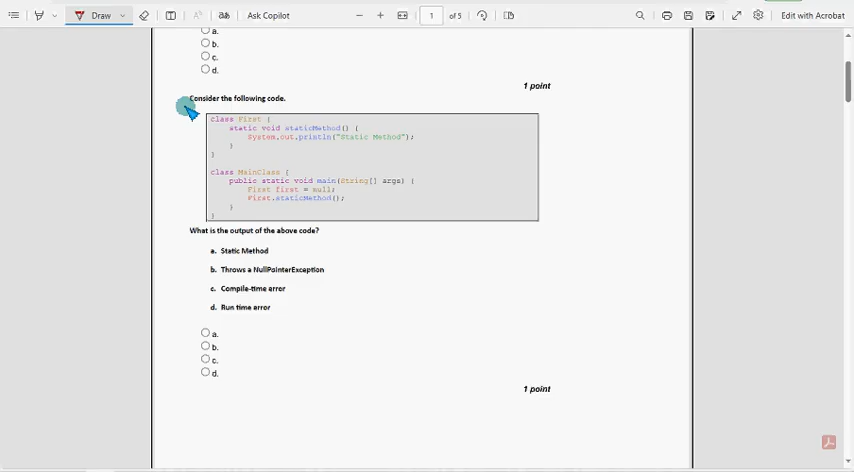 Draw
Ask Copilot
1 of 5
Edit with Acrobat
a.
b.
c.
d.
1 point
Consider the following code.
class First {
static void staticMethod() {
System.out.println("Static Method");
}
}
class MainClass {
public static void main(String[] args) {
First first = null;
First.staticMethod();
}
}
What is the output of the above code?
a. Static Method
b. Throws a NullPointerException
c. Compile-time error
d. Run time error
a.
b.
c.
d.
1 point